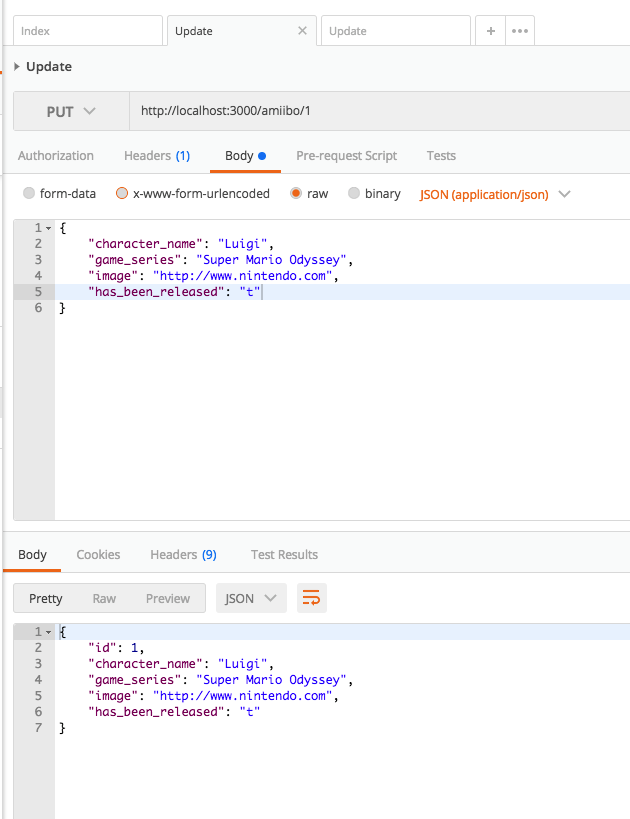 Index Update Update
Update
PUT http://localhost:3000/amiibo/1
Authorization Headers (1) Body Pre-request Script Tests
form-data x-www-form-urlencoded raw binary JSON (application/json)
1 {
2 "character_name": "Luigi",
3 "game_series": "Super Mario Odyssey",
4 "image": "http://www.nintendo.com",
5 "has_been_released": "t"
6 }
Body Cookies Headers (9) Test Results
Pretty Raw Preview JSON
1 {
2 "id": 1,
3 "character_name": "Luigi",
4 "game_series": "Super Mario Odyssey",
5 "image": "http://www.nintendo.com",
6 "has_been_released": "t"
7 }